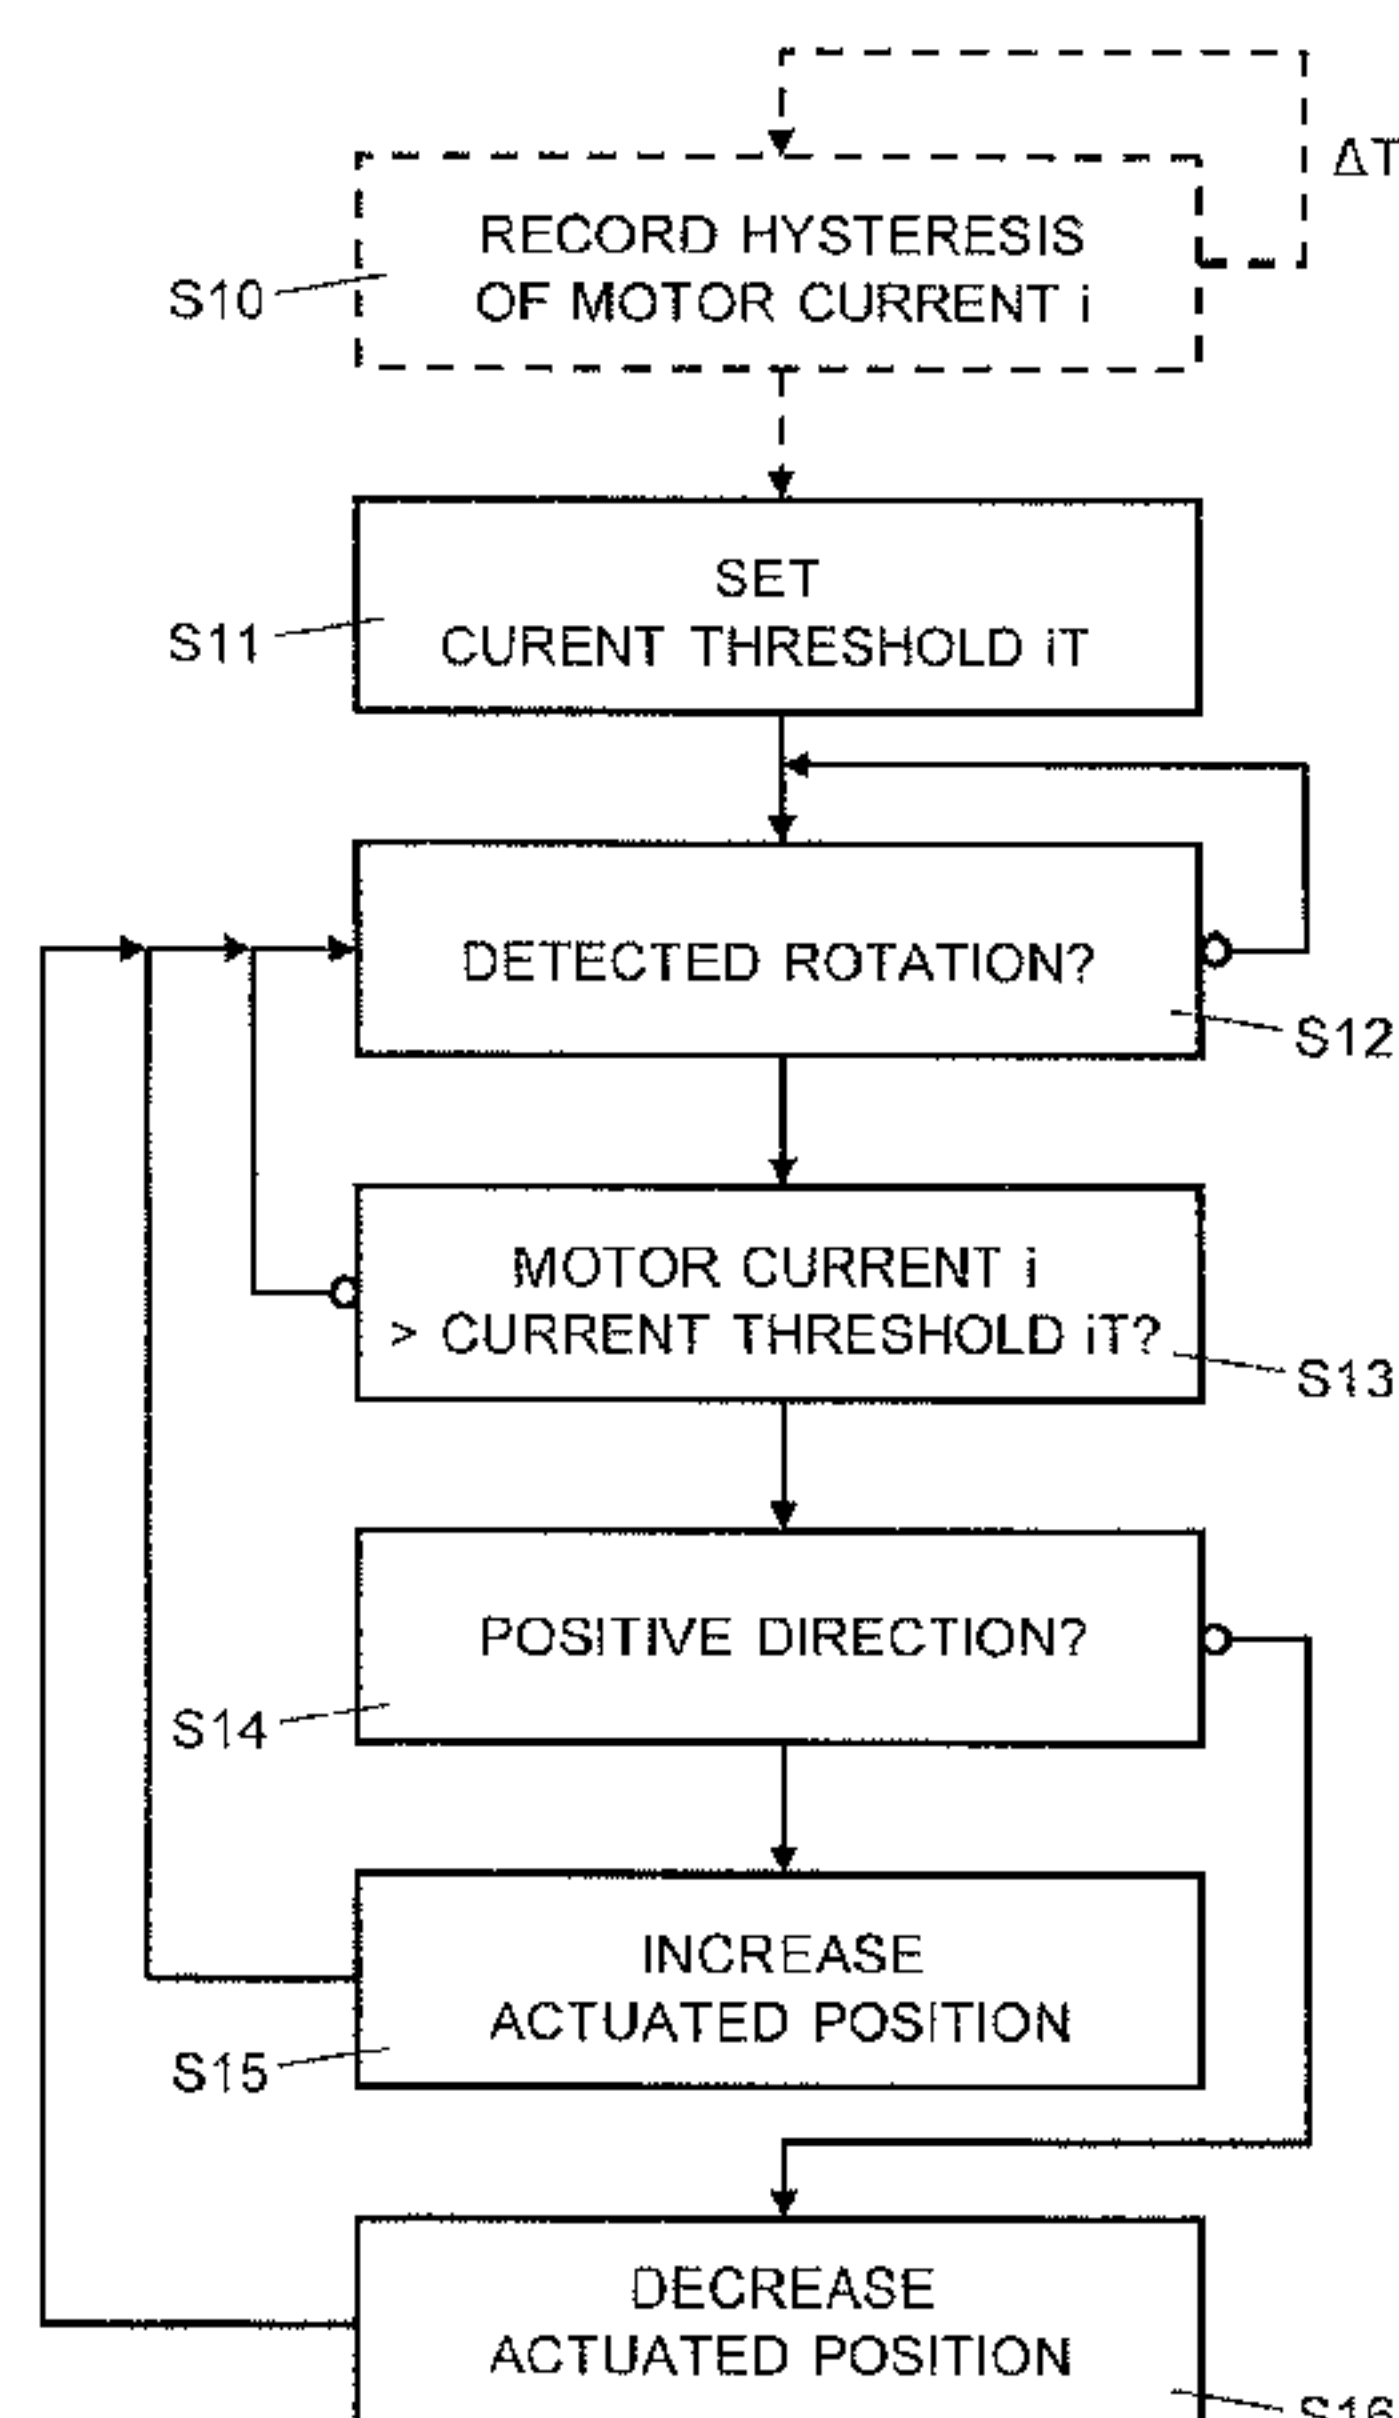 ΔT
RECORD HYSTERESIS
OF MOTOR CURRENT i
S10
SET
CURENT THRESHOLD iT
S11
DETECTED ROTATION?
S12
MOTOR CURRENT i
> CURRENT THRESHOLD iT?
S13
POSITIVE DIRECTION?
S14
INCREASE
ACTUATED POSITION
S15
DECREASE
ACTUATED POSITION
S16